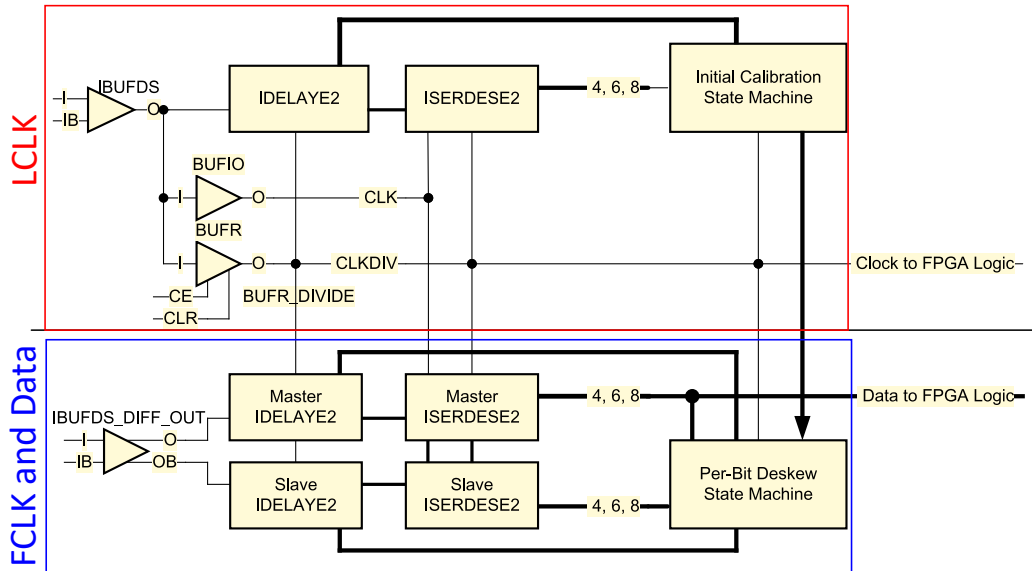 LCLK
IBUFDS
I
IB
O
IDELAYE2
ISERDESE2
4, 6, 8
Initial Calibration
State Machine
BUFIO
I
O
CLK
BUFR
I
O
CLKDIV
Clock to FPGA Logic
CE
CLR
BUFR_DIVIDE
FCLK and Data
IBUFDS_DIFF_OUT
I
IB
O
OB
Master
IDELAYE2
Master
ISERDESE2
4, 6, 8
Data to FPGA Logic
Slave
IDELAYE2
Slave
ISERDESE2
4, 6, 8
Per-Bit Deskew
State Machine